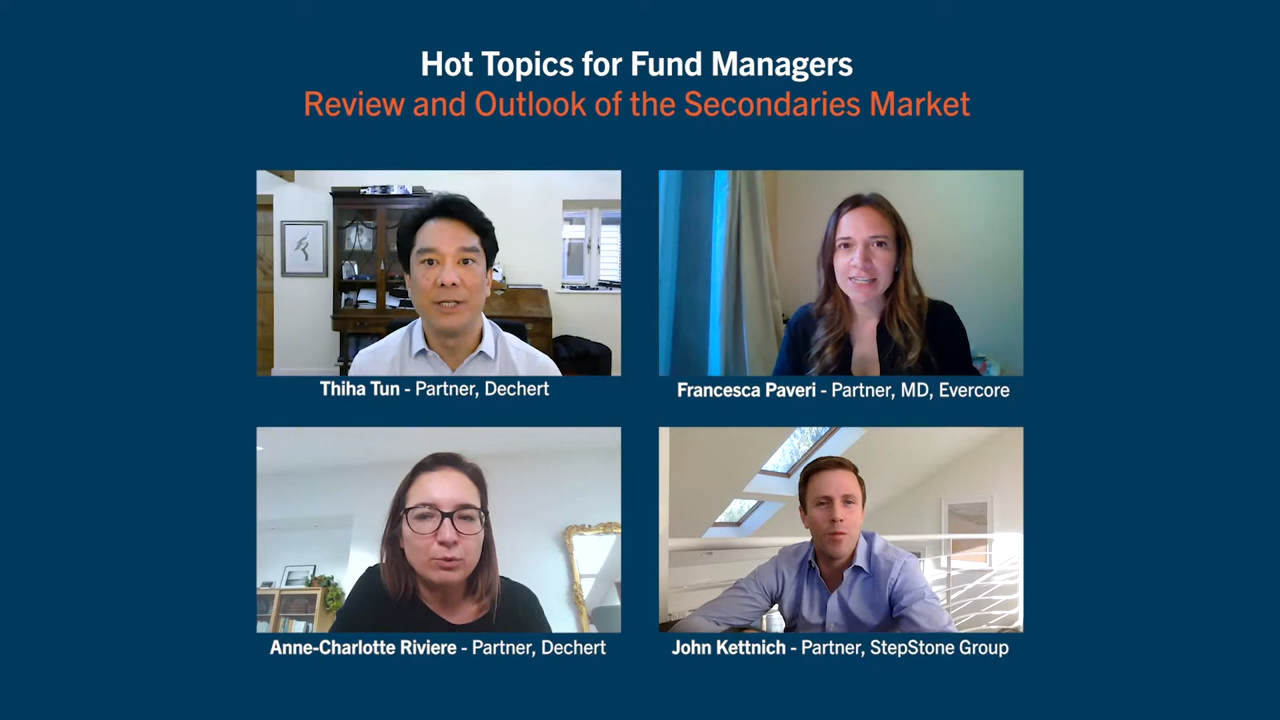 Hot Topics for Fund Managers
Review and Outlook of the Secondaries Market
Thiha Tun - Partner, Dechert
Francesca Paveri - Partner, MD, Evercore
Anne-Charlotte Riviere - Partner, Dechert
John Kettnich - Partner, StepStone Group